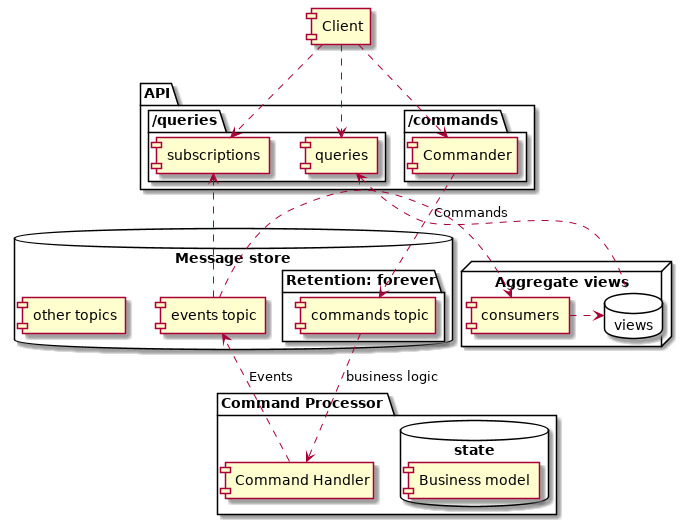 Client
API
/queries
/commands
subscriptions
queries
Commander
Commands
Message store
Aggregate views
Retention: forever
other topics
events topic
commands topic
consumers
views
Events
business logic
Command Processor
state
Command Handler
Business model